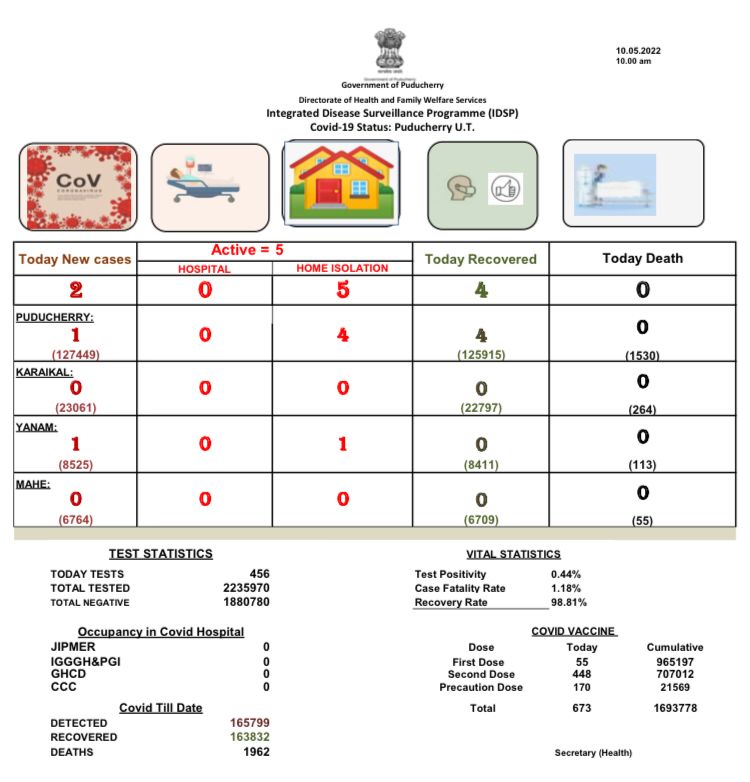 10.05.2022
10.00 am
Government of Puducherry
Government of Puducherry
Directorate of Health and Family Welfare Services
Integrated Disease Surveillance Programme (IDSP)
Covid-19 Status: Puducherry U.T.
CoV
CORONAVIRUS
Today New cases Active = 5 Today Recovered Today Death
HOSPITAL HOME ISOLATION
2 0 5 4 0
PUDUCHERRY:
1 0 4 4 0
(127449) (125915) (1530)
KARAIKAL:
0 0 0 0 0
(23061) (22797) (264)
YANAM:
1 0 1 0 0
(8525) (8411) (113)
MAHE:
0 0 0 0 0
(6764) (6709) (55)
TEST STATISTICS
TODAY TESTS 456
TOTAL TESTED 2235970
TOTAL NEGATIVE 1880780
VITAL STATISTICS
Test Positivity 0.44%
Case Fatality Rate 1.18%
Recovery Rate 98.81%
Occupancy in Covid Hospital
JIPMER 0
IGGGH&PGI 0
GHCD 0
CCC 0
COVID VACCINE
Dose Today Cumulative
First Dose 55 965197
Second Dose 448 707012
Precaution Dose 170 21569
Total 673 1693778
Covid Till Date
DETECTED 165799
RECOVERED 163832
DEATHS 1962
Secretary (Health)